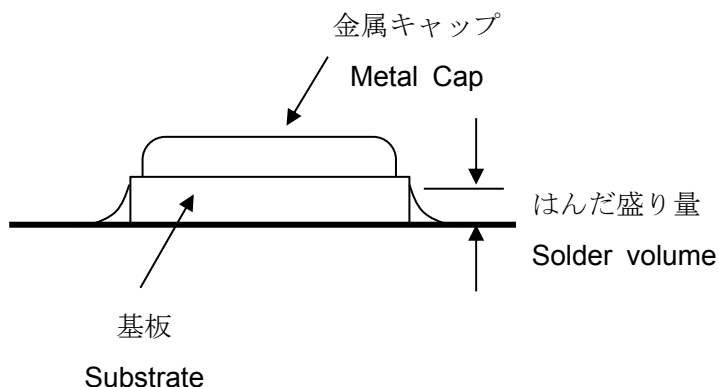 金属キャップ
Metal Cap
はんだ盛り量
Solder volume
基板
Substrate